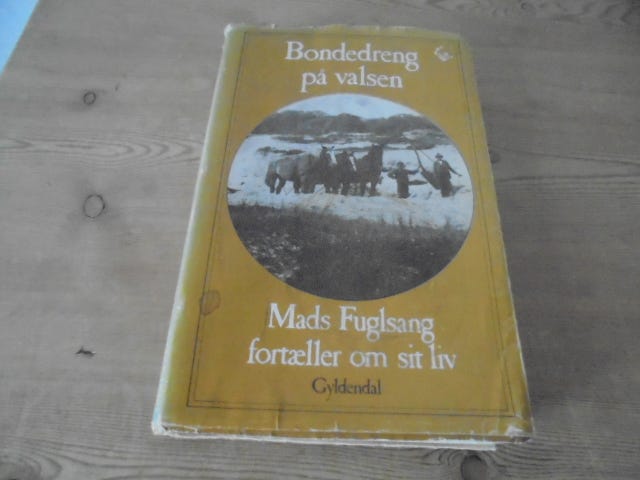 Bondedreng
på valsen
Mads Fuglsang
fortæller om sit liv
Gyldendal